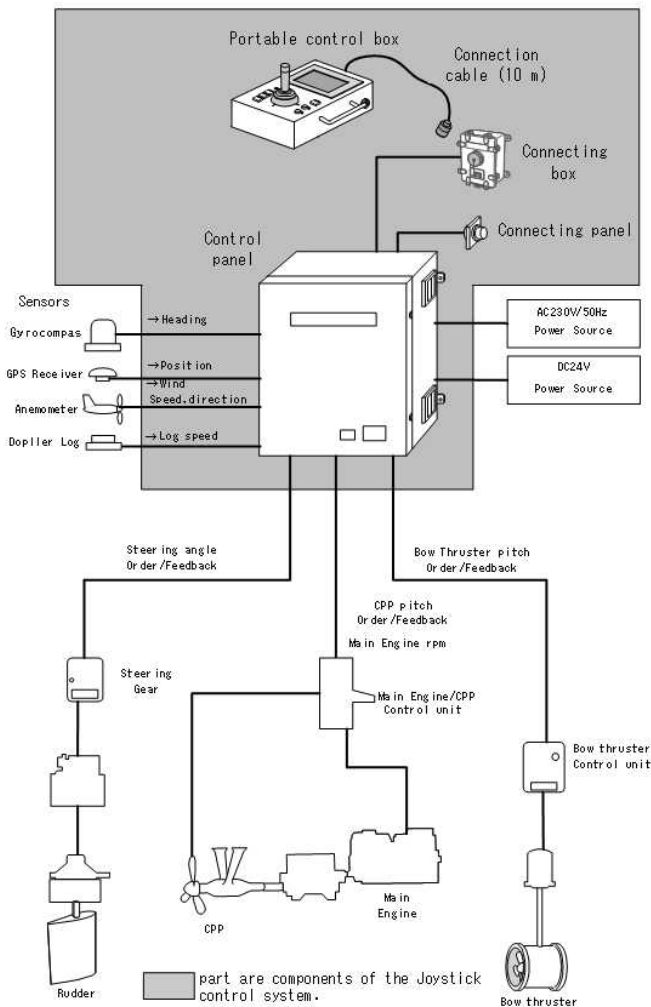 Portable control box
Connection
cable (10 m)
Connecting
box
Connecting panel
Control
panel
Sensors
Gyrocompas
→Heading
GPS Receiver
→Position
→Wind
Speed.direction
Anemometer
Dopller Log
→Log speed
AC230V/50Hz
Power Source
DC24V
Power Source
Steering angle
Order/Feedback
Bow Thruster pitch
Order/Feedback
CPP pitch
Order/Feedback
Main Engine rpm
Steering
Gear
Main Engine/CPP
Control unit
Bow thruster
Control unit
Main
Engine
CPP
Rudder
Bow thruster
part are components of the Joystick
control system.